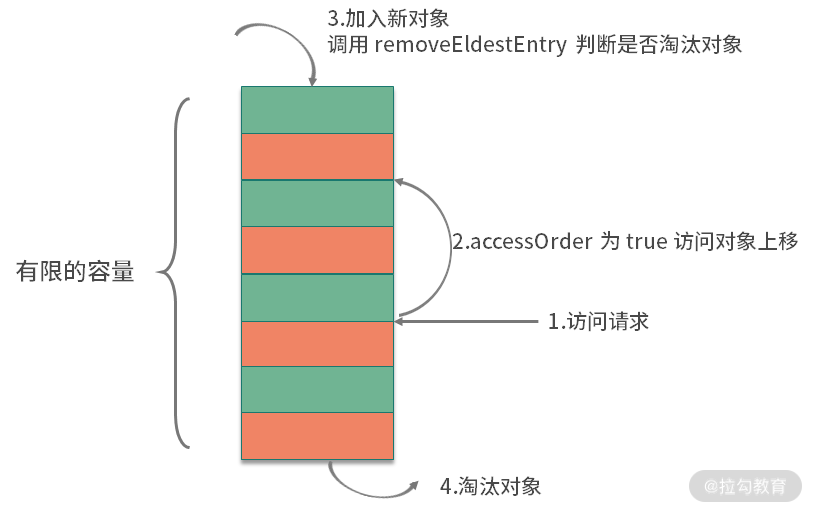 3.加入新对象
调用 removeEldestEntry 判断是否淘汰对象
2.accessOrder 为 true 访问对象上移
有限的容量
1.访问请求
4.淘汰对象
@拉勾教育